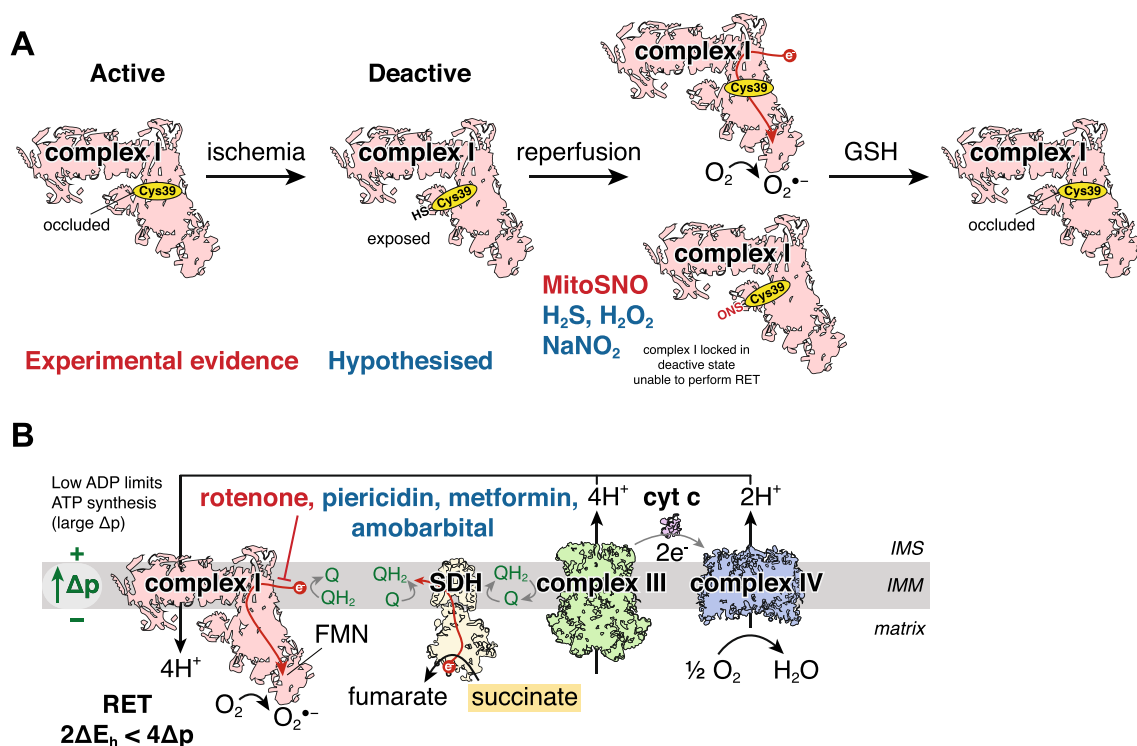 A
Active
Deactive
complex I
ischemia
complex I
reperfusion
complex I
e⁻
Cys39
O₂
O₂•−
GSH
complex I
Cys39
occluded
HS
Cys39
exposed
Cys39
occluded
MitoSNO
H₂S, H₂O₂
NaNO₂
complex I
ONS
Cys39
complex I locked in
deactive state
unable to perform RET
Experimental evidence
Hypothesised
B
Low ADP limits
ATP synthesis
(large Δp)
rotenone, piericidin, metformin,
amobarbital
4H⁺
cyt c
2H⁺
2e⁻
IMS
+
Δp
−
complex I
e⁻
Q
QH₂
QH₂
Q
SDH
QH₂
Q
complex III
complex IV
IMM
matrix
FMN
4H⁺
e⁻
fumarate
succinate
½ O₂
H₂O
O₂
O₂•−
RET
2ΔEₕ < 4Δp